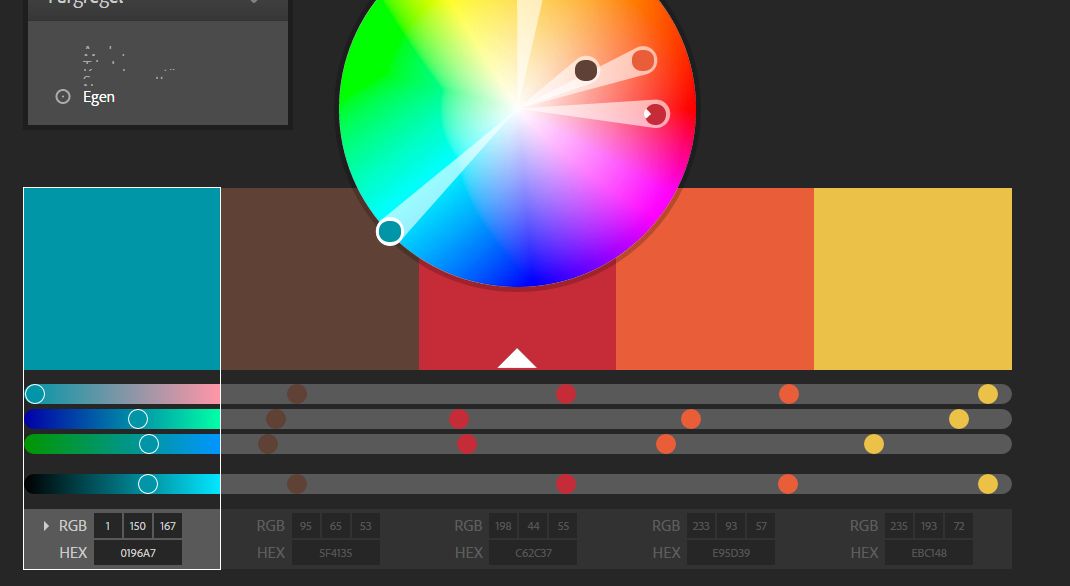 Färgregel
Egen
RGB 1 150 167 RGB 95 65 53 RGB 198 44 55 RGB 233 93 57 RGB 235 193 72
HEX 0196A7 HEX 5F4135 HEX C62C37 HEX E95D39 HEX EBC148